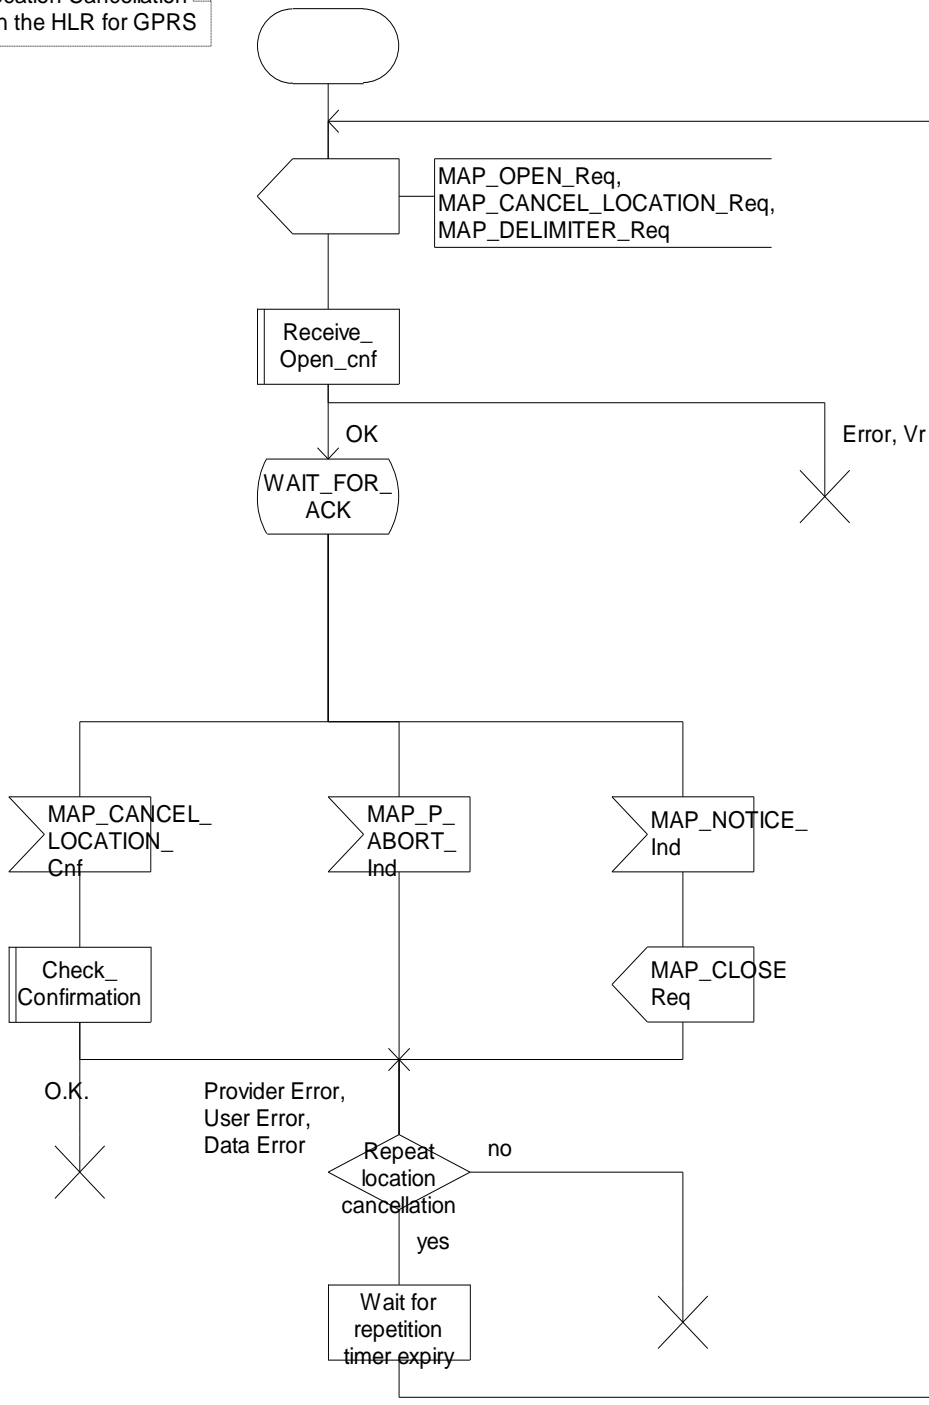 Cancellation
the HLR for GPRS
MAP_OPEN_Req,
MAP_CANCEL_LOCATION_Req,
MAP_DELIMITER_Req
Receive_
Open_cnf
OK
Error, Vr
WAIT_FOR_
ACK
MAP_CANCEL_
LOCATION_
Cnf
MAP_P_
ABORT_
Ind
MAP_NOTICE_
Ind
Check_
Confirmation
MAP_CLOSE
Req
O.K.
Provider Error,
User Error,
Data Error
Repeat
location
cancellation
no
yes
Wait for
repetition
timer expiry